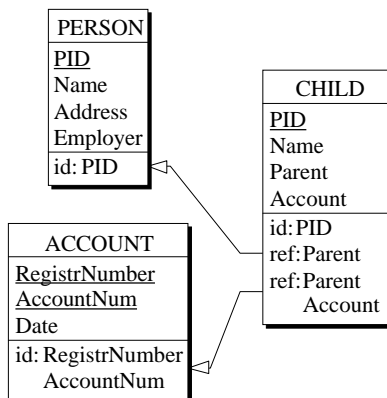 PERSON
PID
Name
Address
Employer
id: PID
CHILD
PID
Name
Parent
Account
id:PID
ref:Parent
ref:Parent
Account
ACCOUNT
RegistrNumber
AccountNum
Date
id: RegistrNumber
AccountNum